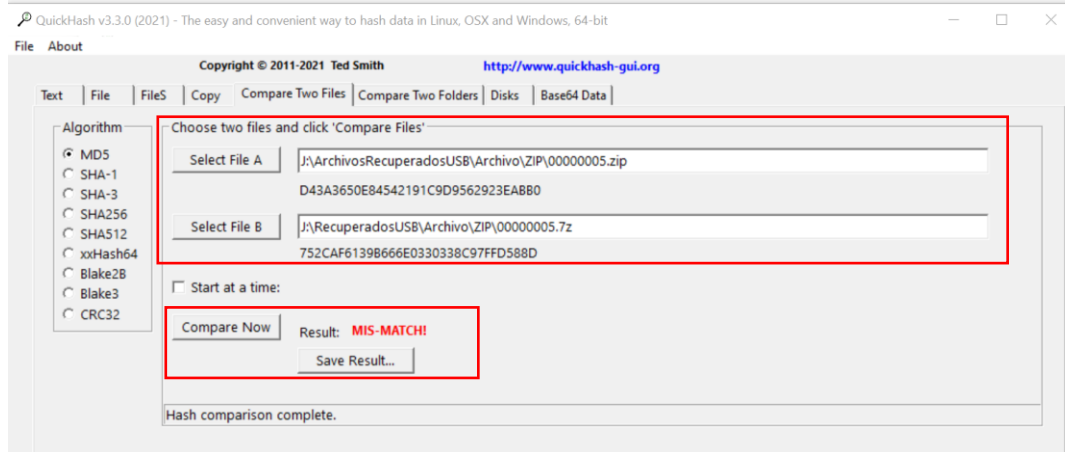 QuickHash v3.3.0 (2021) - The easy and convenient way to hash data in Linux, OSX and Windows, 64-bit
File About
Copyright © 2011-2021 Ted Smith http://www.quickhash-gui.org
Text File FileS Copy Compare Two Files Compare Two Folders Disks Base64 Data
Algorithm
MD5
SHA-1
SHA-3
SHA256
SHA512
xxHash64
Blake2B
Blake3
CRC32
Choose two files and click 'Compare Files'
Select File A J:\ArchivosRecuperadosUSB\Archivo\ZIP\00000005.zip
D43A3650E84542191C9D9562923EABB0
Select File B J:\RecuperadosUSB\Archivo\ZIP\00000005.7z
752CAF6139B666E0330338C97FFD588D
Start at a time:
Compare Now Result: MIS-MATCH!
Save Result...
Hash comparison complete.